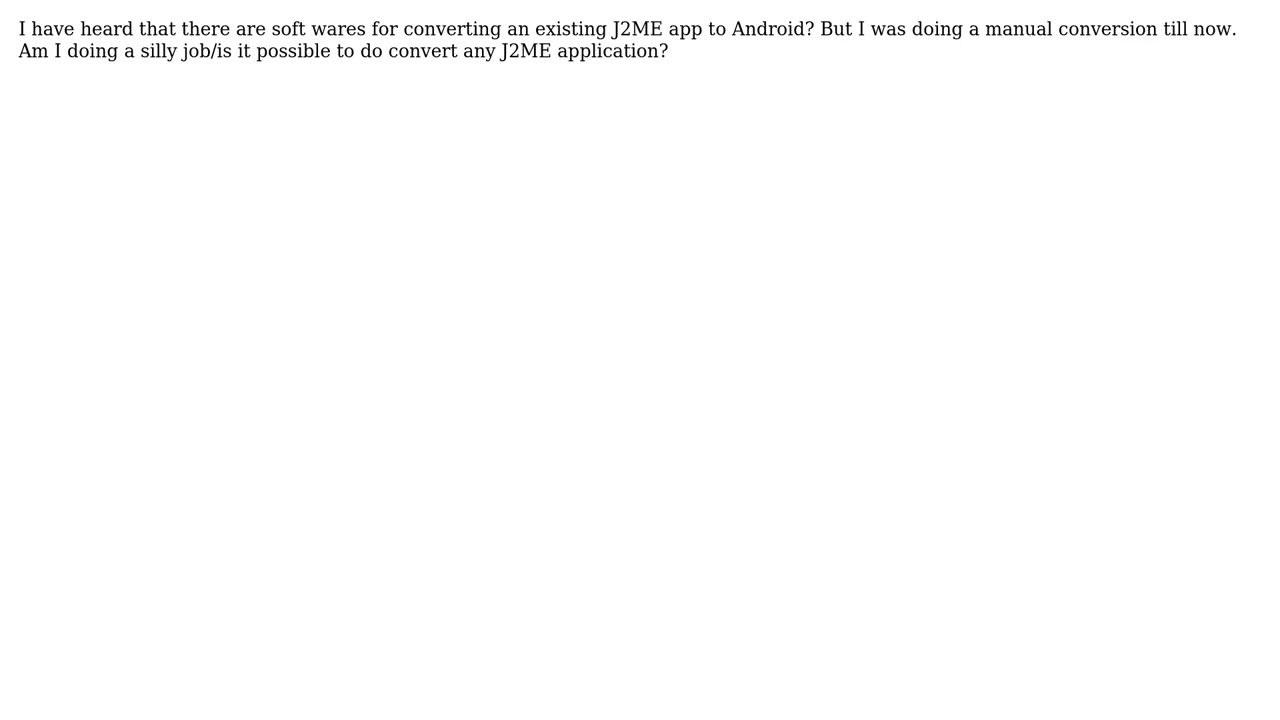 I have heard that there are soft wares for converting an existing J2ME app to Android? But I was doing a manual conversion till now.
Am I doing a silly job/is it possible to do convert any J2ME application?